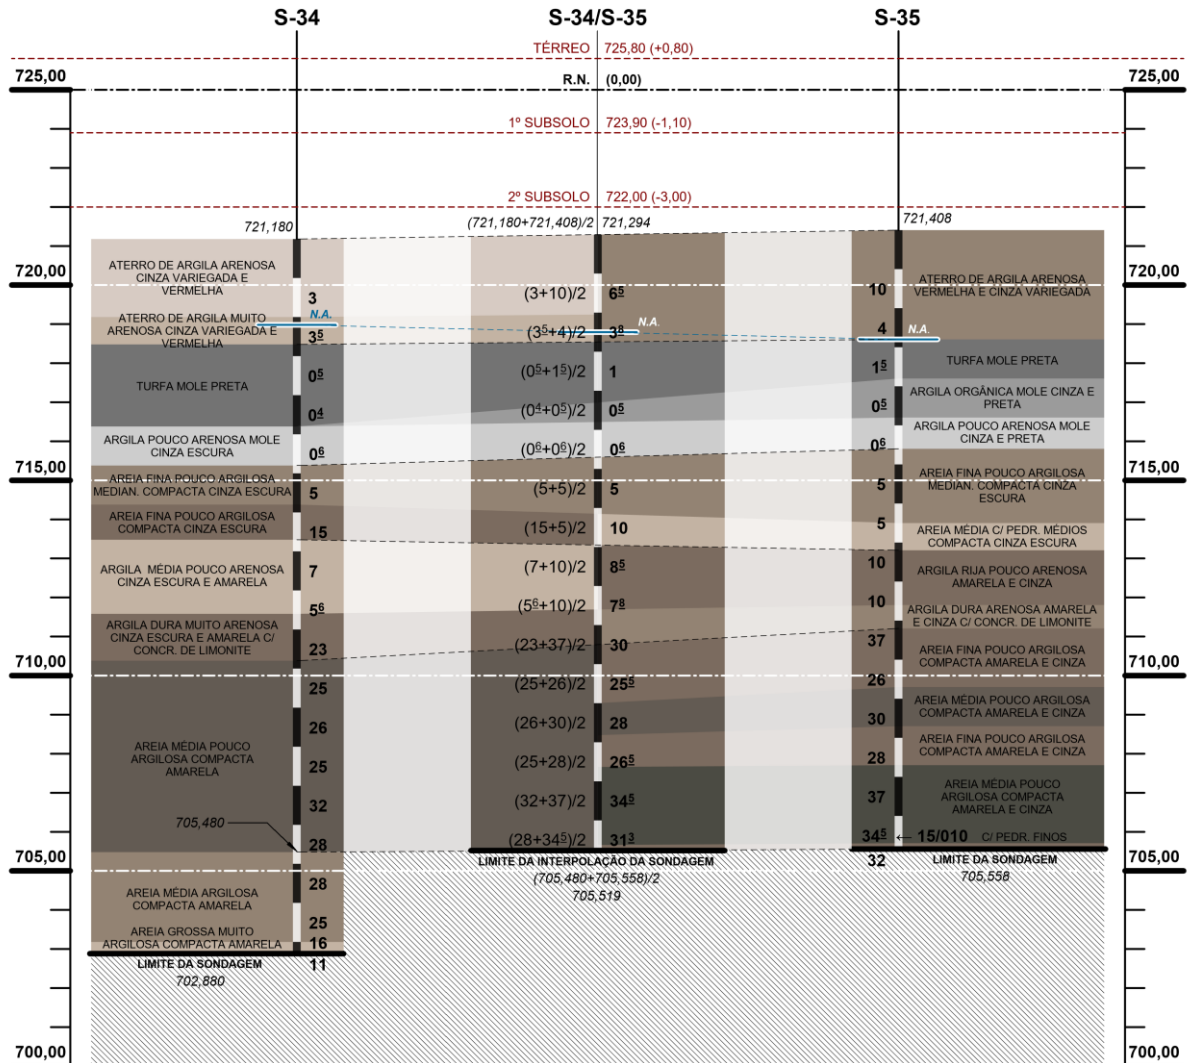 S-34
S-34/S-35
S-35
TÉRREO 725,80 (+0,80)
725,00
R.N. (0,00)
725,00
1º SUBSOLO 723,90 (-1,10)
2º SUBSOLO 722,00 (-3,00)
721,180
(721,180+721,408)/2 721,294
721,408
720,00
720,00
715,00
715,00
710,00
710,00
705,00
705,00
700,00
700,00
ATERRO DE ARGILA ARENOSA
CINZA VARIEGADA E
VERMELHA
3
N.A.
ATERRO DE ARGILA MUITO
ARENOSA CINZA VARIEGADA E
VERMELHA
3⁵
TURFA MOLE PRETA
0⁵
0⁴
ARGILA POUCO ARENOSA MOLE
CINZA ESCURA
0⁶
AREIA FINA POUCO ARGILOSA
MEDIAN. COMPACTA CINZA ESCURA
5
AREIA FINA POUCO ARGILOSA
COMPACTA CINZA ESCURA
15
ARGILA MÉDIA POUCO ARENOSA
CINZA ESCURA E AMARELA
7
5⁶
ARGILA DURA MUITO ARENOSA
CINZA ESCURA E AMARELA C/
CONCR. DE LIMONITE
23
25
26
AREIA MÉDIA POUCO
ARGILOSA COMPACTA
AMARELA
25
32
705,480
28
AREIA MÉDIA ARGILOSA
COMPACTA AMARELA
28
25
AREIA GROSSA MUITO
ARGILOSA COMPACTA AMARELA
16
LIMITE DA SONDAGEM
11
702,880
(3+10)/2 6⁵
N.A.
(3⁵+4)/2 3⁸
(0⁵+1⁵)/2 1
(0⁴+0⁵)/2 0⁵
(0⁶+0⁶)/2 0⁶
(5+5)/2 5
(15+5)/2 10
(7+10)/2 8⁵
(5⁶+10)/2 7⁸
(23+37)/2 30
(25+26)/2 25⁵
(26+30)/2 28
(25+28)/2 26⁵
(32+37)/2 34⁵
(28+34⁵)/2 31³
LIMITE DA INTERPOLAÇÃO DA SONDAGEM
(705,480+705,558)/2
705,519
10
ATERRO DE ARGILA ARENOSA
VERMELHA E CINZA VARIEGADA
4
N.A.
1⁵
TURFA MOLE PRETA
0⁵
ARGILA ORGÂNICA MOLE CINZA E
PRETA
0⁶
ARGILA POUCO ARENOSA MOLE
CINZA E PRETA
5
AREIA FINA POUCO ARGILOSA
MEDIAN. COMPACTA CINZA
ESCURA
5
AREIA MÉDIA C/ PEDR. MÉDIOS
COMPACTA CINZA ESCURA
10
ARGILA RIJA POUCO ARENOSA
AMARELA E CINZA
10
ARGILA DURA ARENOSA AMARELA
E CINZA C/ CONCR. DE LIMONITE
37
AREIA FINA POUCO ARGILOSA
COMPACTA AMARELA E CINZA
26
AREIA MÉDIA POUCO ARGILOSA
COMPACTA AMARELA E CINZA
30
AREIA FINA POUCO ARGILOSA
COMPACTA AMARELA E CINZA
28
AREIA MÉDIA POUCO
ARGILOSA COMPACTA
AMARELA E CINZA
37
34⁵ ← 15/010 C/ PEDR. FINOS
32
LIMITE DA SONDAGEM
705,558